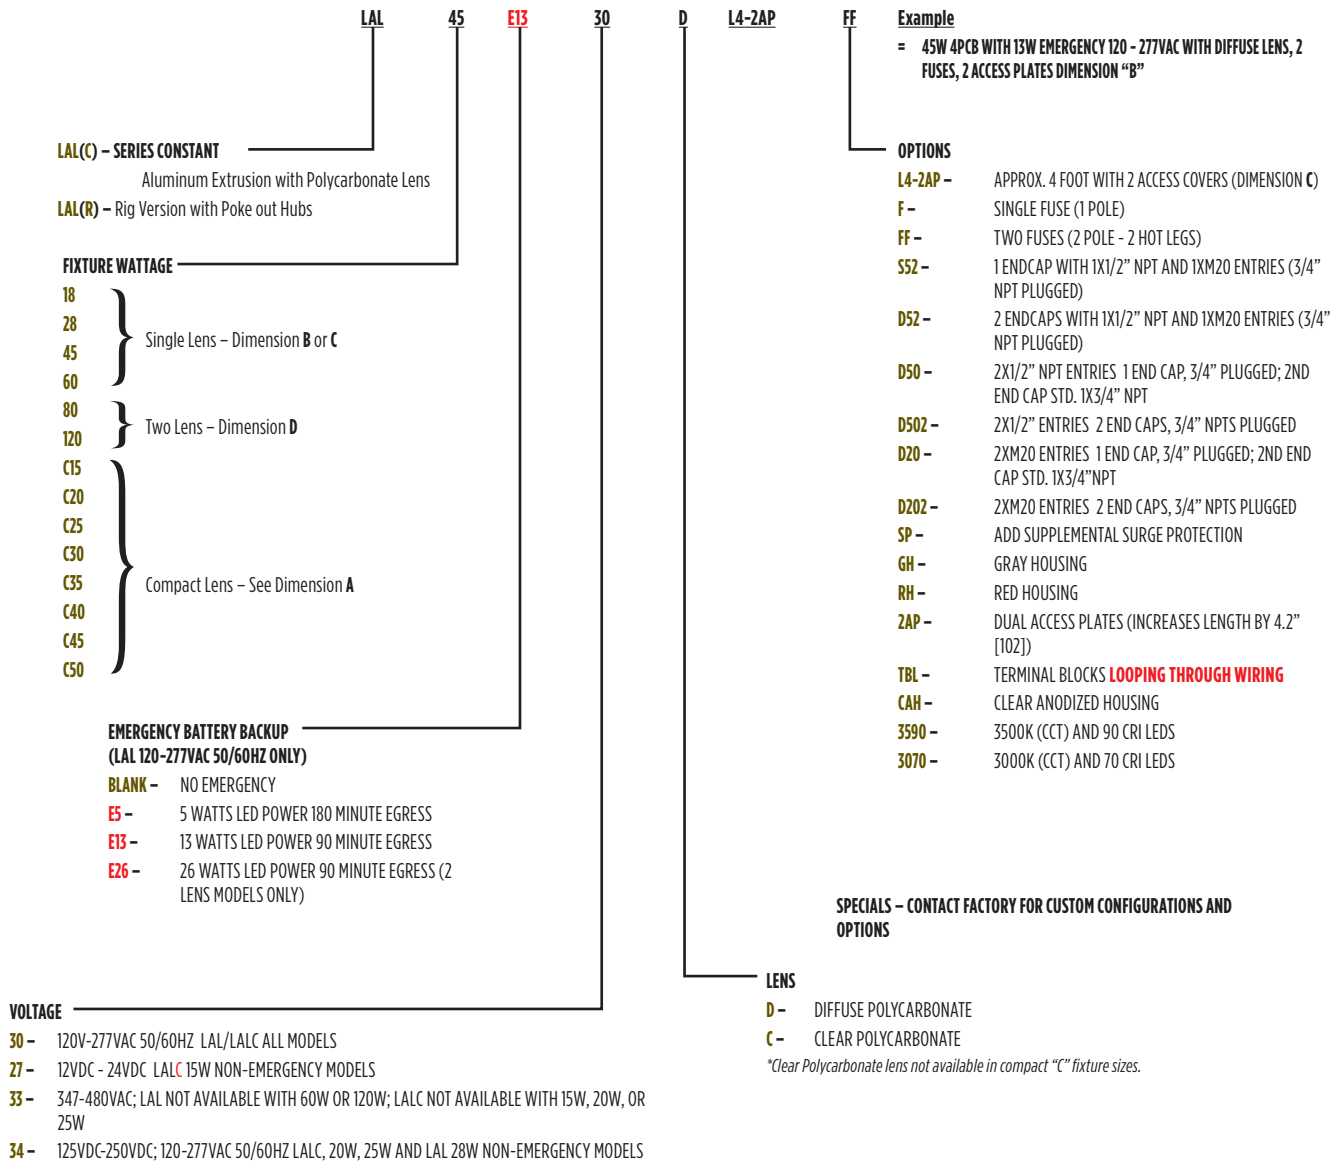 LAL 45 E13 30 D L4-2AP FF Example
= 45W 4PCB WITH 13W EMERGENCY 120 - 277VAC WITH DIFFUSE LENS, 2
FUSES, 2 ACCESS PLATES DIMENSION “B”
LAL(C) – SERIES CONSTANT
Aluminum Extrusion with Polycarbonate Lens
LAL(R) – Rig Version with Poke out Hubs
FIXTURE WATTAGE
18
28
45
60
Single Lens – Dimension B or C
80
120
Two Lens – Dimension D
C15
C20
C25
C30
C35
C40
C45
C50
Compact Lens – See Dimension A
EMERGENCY BATTERY BACKUP
(LAL 120-277VAC 50/60HZ ONLY)
BLANK – NO EMERGENCY
E5 – 5 WATTS LED POWER 180 MINUTE EGRESS
E13 – 13 WATTS LED POWER 90 MINUTE EGRESS
E26 – 26 WATTS LED POWER 90 MINUTE EGRESS (2
LENS MODELS ONLY)
VOLTAGE
30 – 120V-277VAC 50/60HZ LAL/LALC ALL MODELS
27 – 12VDC - 24VDC LALC 15W NON-EMERGENCY MODELS
33 – 347-480VAC; LAL NOT AVAILABLE WITH 60W OR 120W; LALC NOT AVAILABLE WITH 15W, 20W, OR
25W
34 – 125VDC-250VDC; 120-277VAC 50/60HZ LALC, 20W, 25W AND LAL 28W NON-EMERGENCY MODELS
OPTIONS
L4-2AP – APPROX. 4 FOOT WITH 2 ACCESS COVERS (DIMENSION C)
F – SINGLE FUSE (1 POLE)
FF – TWO FUSES (2 POLE - 2 HOT LEGS)
S52 – 1 ENDCAP WITH 1X1/2” NPT AND 1XM20 ENTRIES (3/4”
NPT PLUGGED)
D52 – 2 ENDCAPS WITH 1X1/2” NPT AND 1XM20 ENTRIES (3/4”
NPT PLUGGED)
D50 – 2X1/2” NPT ENTRIES 1 END CAP, 3/4” PLUGGED; 2ND
END CAP STD. 1X3/4” NPT
D502 – 2X1/2” ENTRIES 2 END CAPS, 3/4” NPTS PLUGGED
D20 – 2XM20 ENTRIES 1 END CAP, 3/4” PLUGGED; 2ND END
CAP STD. 1X3/4”NPT
D202 – 2XM20 ENTRIES 2 END CAPS, 3/4” NPTS PLUGGED
SP – ADD SUPPLEMENTAL SURGE PROTECTION
GH – GRAY HOUSING
RH – RED HOUSING
2AP – DUAL ACCESS PLATES (INCREASES LENGTH BY 4.2”
[102])
TBL – TERMINAL BLOCKS LOOPING THROUGH WIRING
CAH – CLEAR ANODIZED HOUSING
3590 – 3500K (CCT) AND 90 CRI LEDS
3070 – 3000K (CCT) AND 70 CRI LEDS
SPECIALS – CONTACT FACTORY FOR CUSTOM CONFIGURATIONS AND
OPTIONS
LENS
D – DIFFUSE POLYCARBONATE
C – CLEAR POLYCARBONATE
*Clear Polycarbonate lens not available in compact “C” fixture sizes.